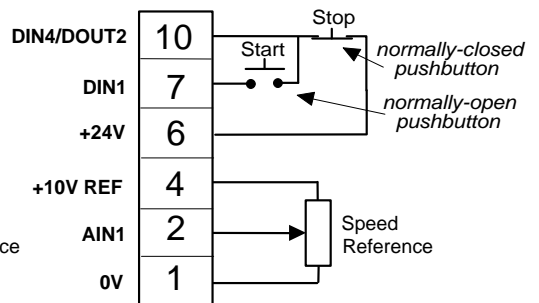 DIN4/DOUT2 10 Stop
Start normally-closed
pushbutton
DIN1 7
normally-open
pushbutton
+24V 6
+10V REF 4
AIN1 2 Speed
Reference
ce
0V 1